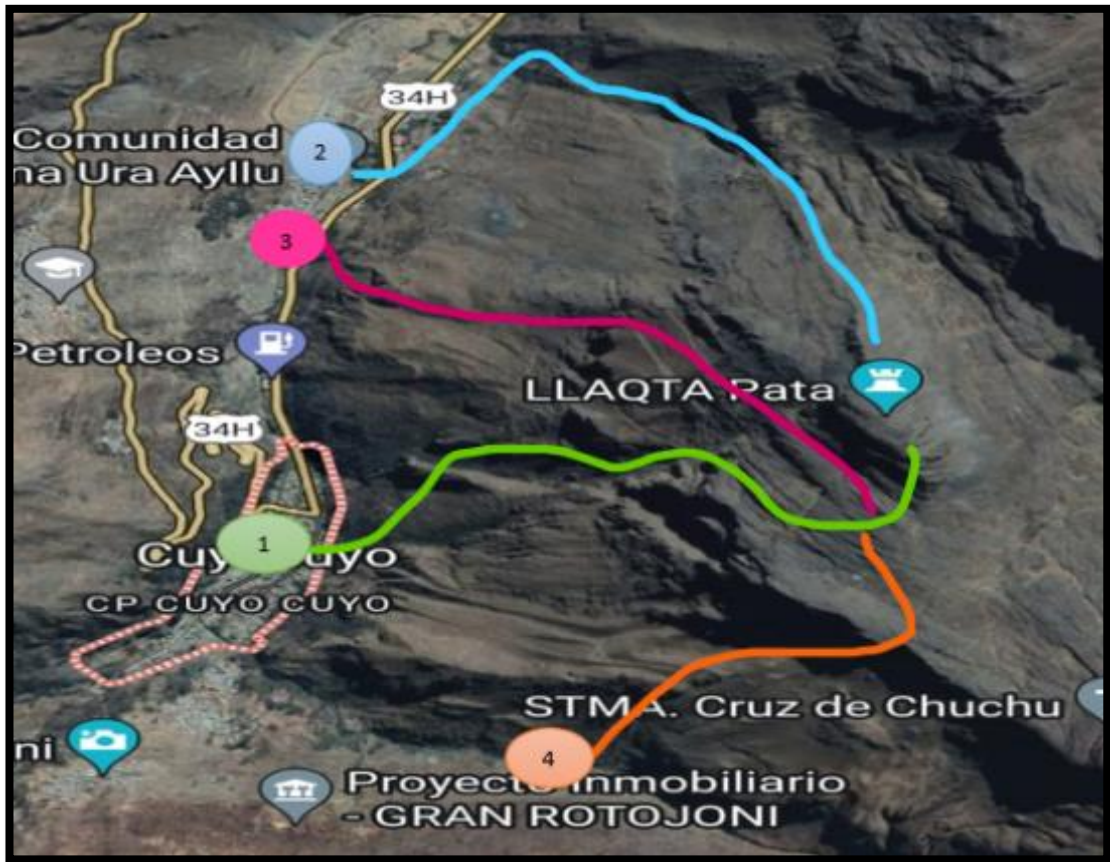 34H
Comunidad
na Ura Ayllu
2
3
Petroleos
LLAQTA Pata
34H
1
Cuyo Cuyo
CP CUYO CUYO
STMA. Cruz de Chuchu
ni
4
Proyecto Inmobiliario
- GRAN ROTOJONI